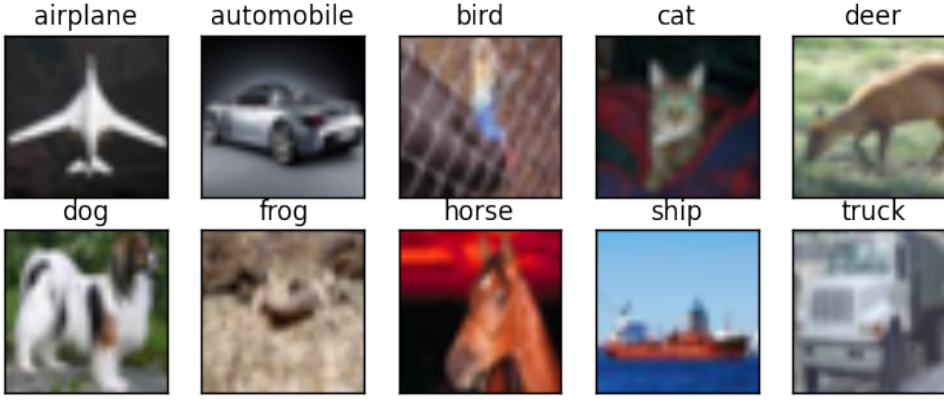 airplane automobile bird cat deer
dog frog horse ship truck